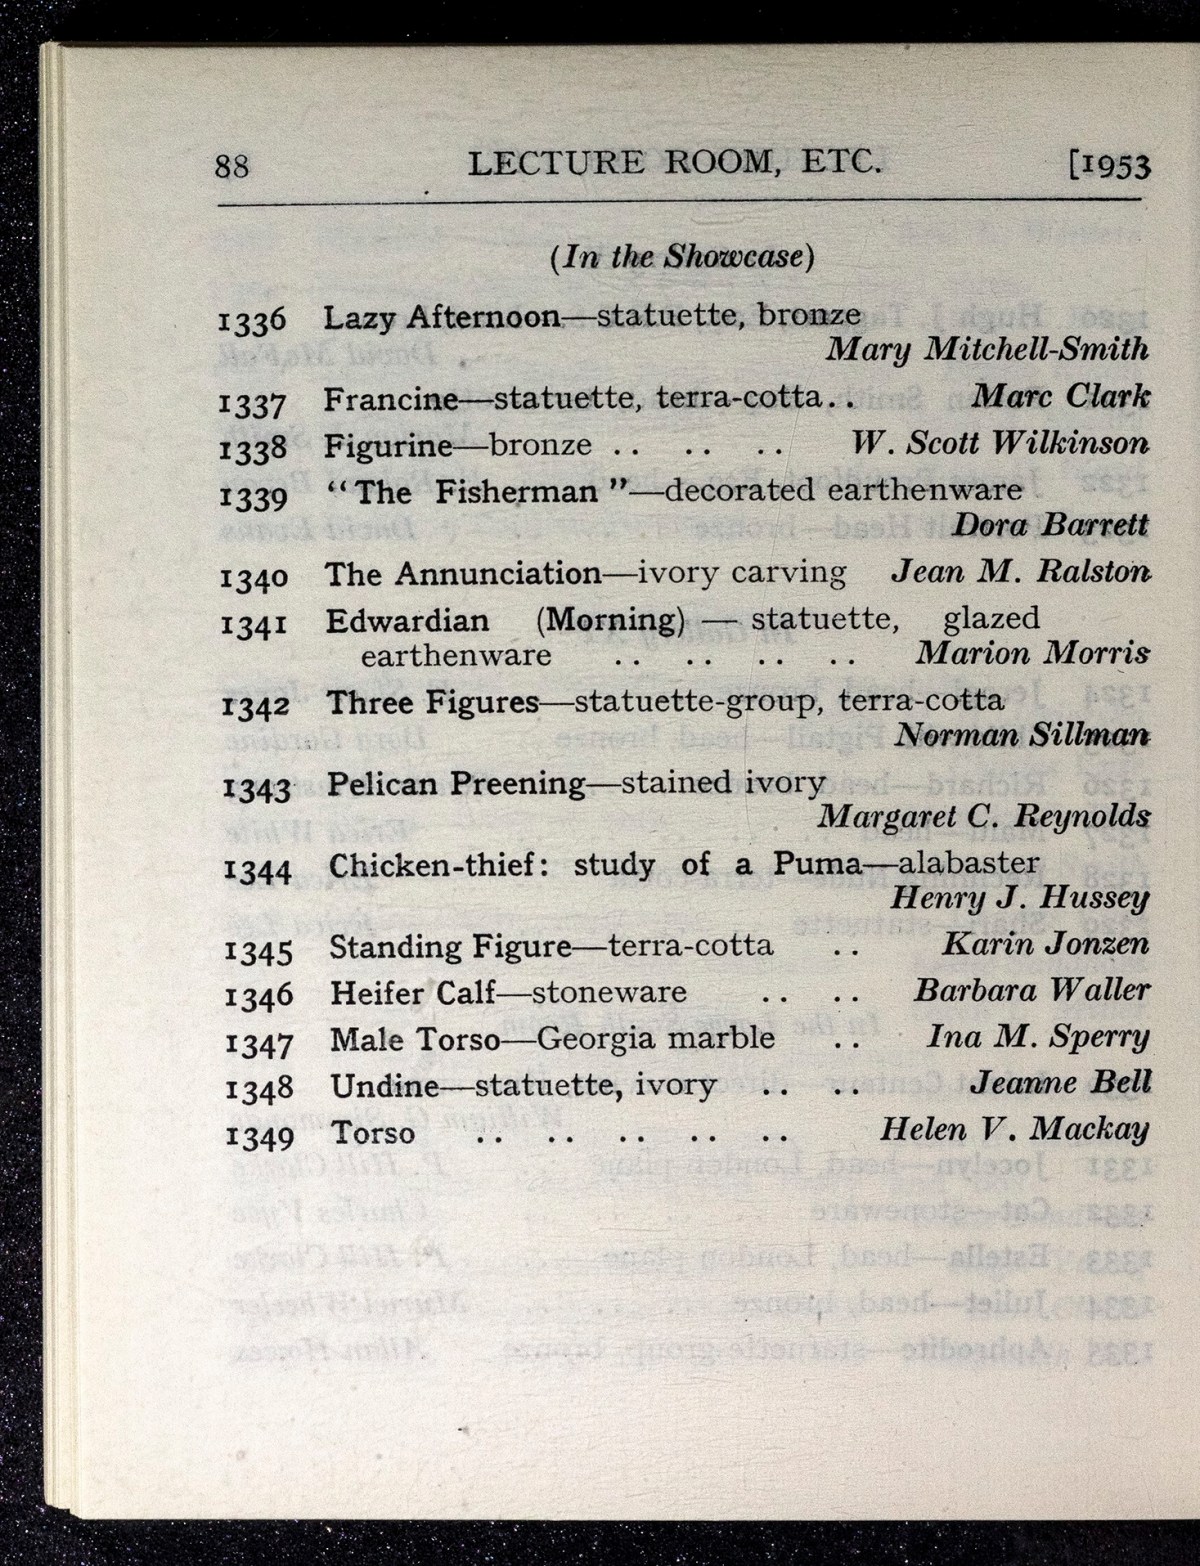 88 LECTURE ROOM, ETC. [1953
(In the Showcase)
1336 Lazy Afternoon—statuette, bronze
Mary Mitchell-Smith
1337 Francine—statuette, terra-cotta.. Marc Clark
1338 Figurine—bronze .. .. .. W. Scott Wilkinson
1339 “The Fisherman”—decorated earthenware
Dora Barrett
1340 The Annunciation—ivory carving Jean M. Ralston
1341 Edwardian (Morning) — statuette, glazed
earthenware .. .. .. .. Marion Morris
1342 Three Figures—statuette-group, terra-cotta
Norman Sillman
1343 Pelican Preening—stained ivory
Margaret C. Reynolds
1344 Chicken-thief: study of a Puma—alabaster
Henry J. Hussey
1345 Standing Figure—terra-cotta .. Karin Jonzen
1346 Heifer Calf—stoneware .. .. Barbara Waller
1347 Male Torso—Georgia marble .. Ina M. Sperry
1348 Undine—statuette, ivory .. .. Jeanne Bell
1349 Torso .. .. .. .. .. Helen V. Mackay